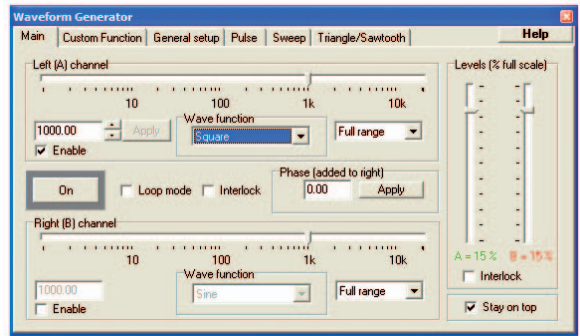 Waveform Generator
Main Custom Function General setup Pulse Sweep Triangle/Sawtooth Help
Left (A) channel
10 100 1k 10k
1000.00 Apply
Wave function
Square
Full range
Enable
On
Loop mode Interlock
Phase (added to right)
0.00 Apply
Right (B) channel
10 100 1k 10k
1000.00
Wave function
Sine
Full range
Enable
Levels (% full scale)
A = 15 % B = 15 %
Interlock
Stay on top